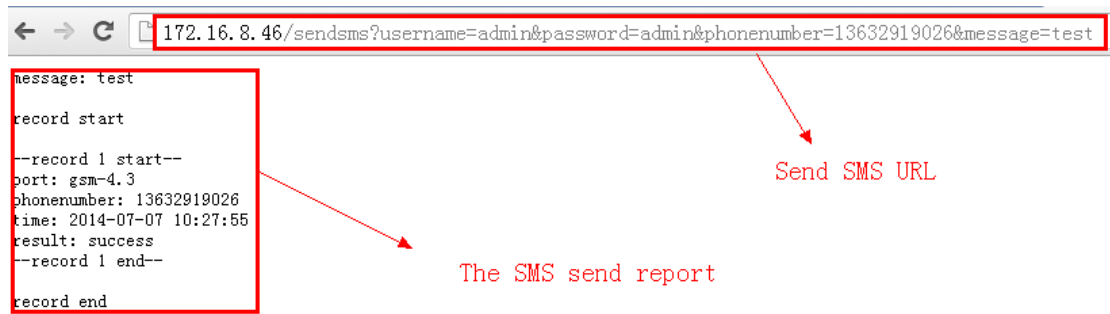 172.16.8.46/sendsms?username=admin&password=admin&phonenumber=13632919026&message=test
message: test
record start
--record 1 start--
port: gsm-4.3
phonenumber: 13632919026
time: 2014-07-07 10:27:55
result: success
--record 1 end--
record end
Send SMS URL
The SMS send report